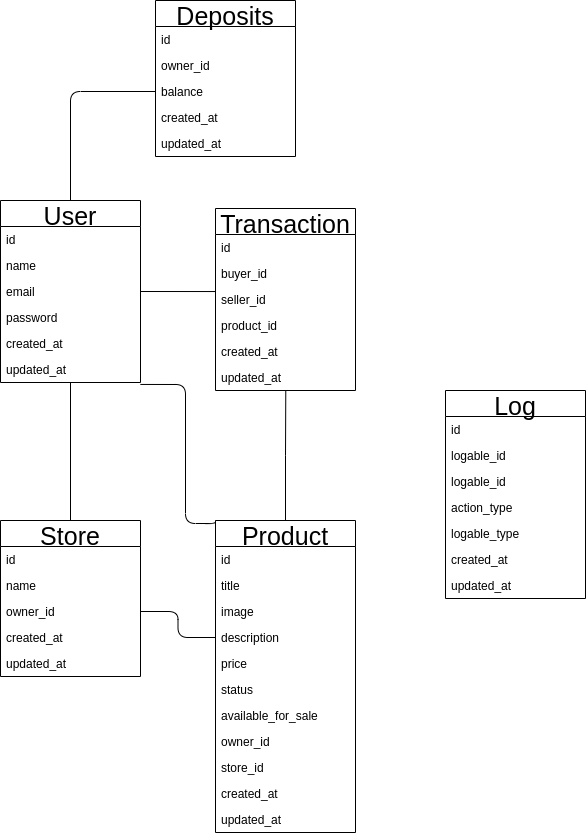 Deposits
id
owner_id
balance
created_at
updated_at
User
id
name
email
password
created_at
updated_at
Transaction
id
buyer_id
seller_id
product_id
created_at
updated_at
Log
id
logable_id
logable_id
action_type
logable_type
created_at
updated_at
Store
id
name
owner_id
created_at
updated_at
Product
id
title
image
description
price
status
available_for_sale
owner_id
store_id
created_at
updated_at